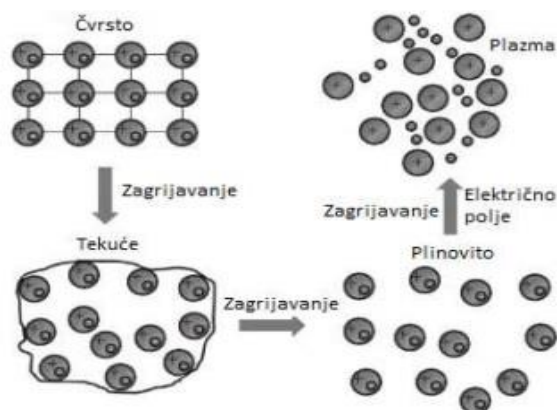 Čvrsto
Plazma
Zagrijavanje
Zagrijavanje
Električno
polje
Tekuće
Plinovito
Zagrijavanje